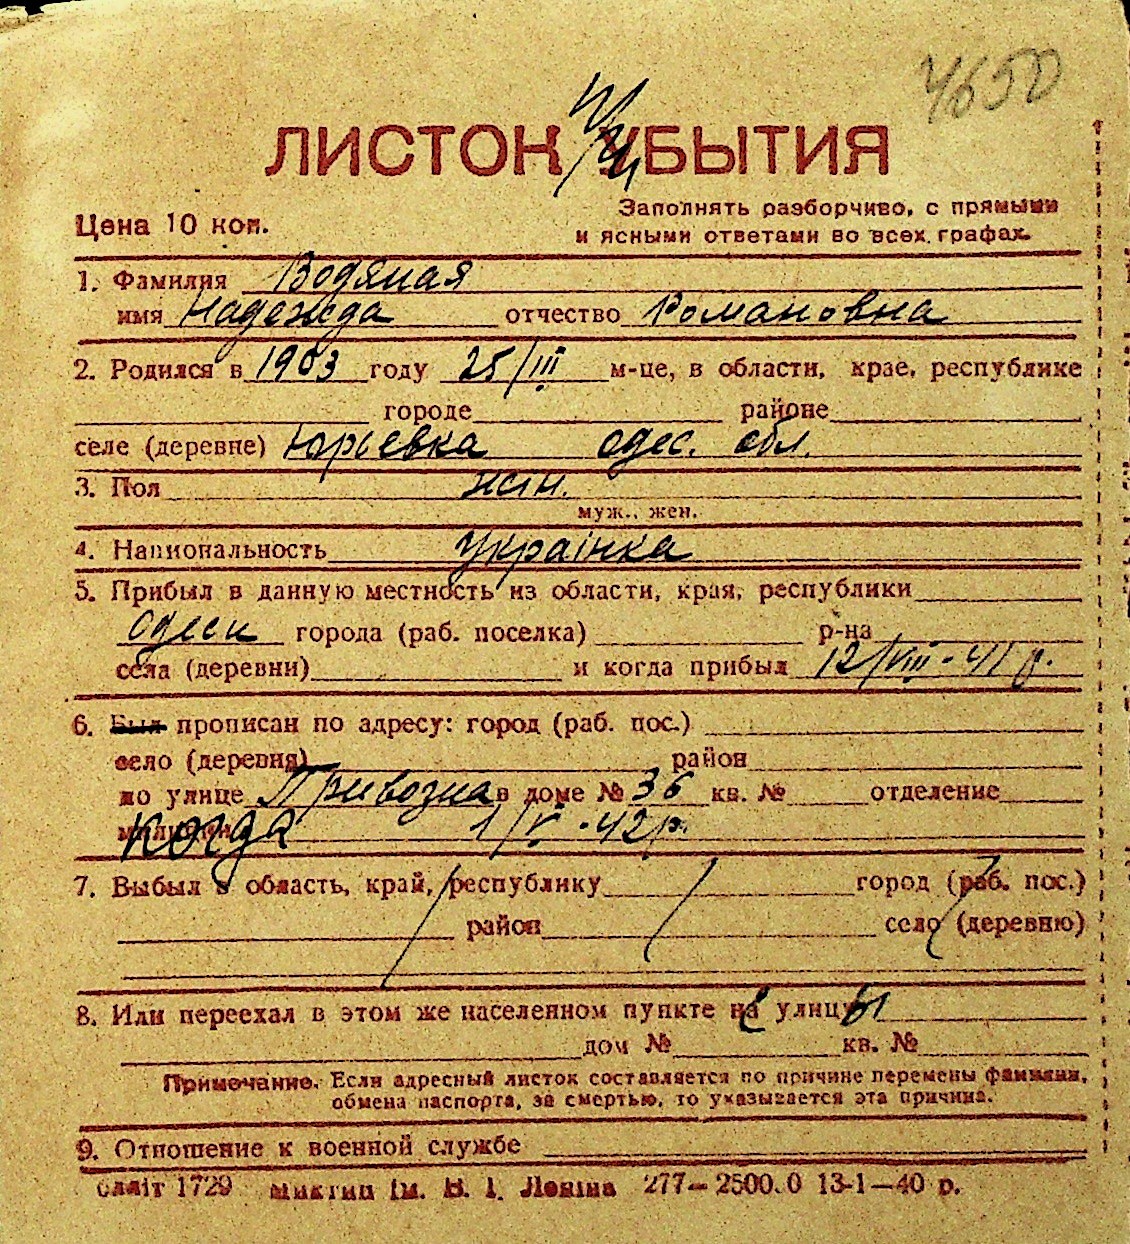 4650
ЛИСТОК УБЫТИЯ
Цена 10 коп.
Заполнять разборчиво, с прямыми
и ясными ответами во всех графах.
1. Фамилия Водяная
имя Надежда отчество Романовна
2. Родился в 1903 году 25/III м-це, в области, крае, республике
городе районе
селе (деревне) Юрьевка одес. обл.
3. Пол жін.
муж., жен.
4. Национальность Українка
5. Прибыл в данную местность из области, края, республики
Одеси города (раб. поселка) р-на
села (деревни) и когда прибыл 12/VIII-41 р.
6. Был прописан по адресу: город (раб. пос.)
село (деревня) район
по улице Привозна в доме № 36 кв. № отделение
милиции когда 1/V-42 р.
7. Выбыл в область, край, республику город (раб. пос.)
район село (деревню)
8. Или переехал в этом же населенном пункте на улицу
дом № кв. №
Примечание. Если адресный листок составляется по причине перемены фамилии,
обмена паспорта, за смертью, то указывается эта причина.
9. Отношение к военной службе
1729 ім. В. І. Леніна 277—2500.0 13-1—40 р.